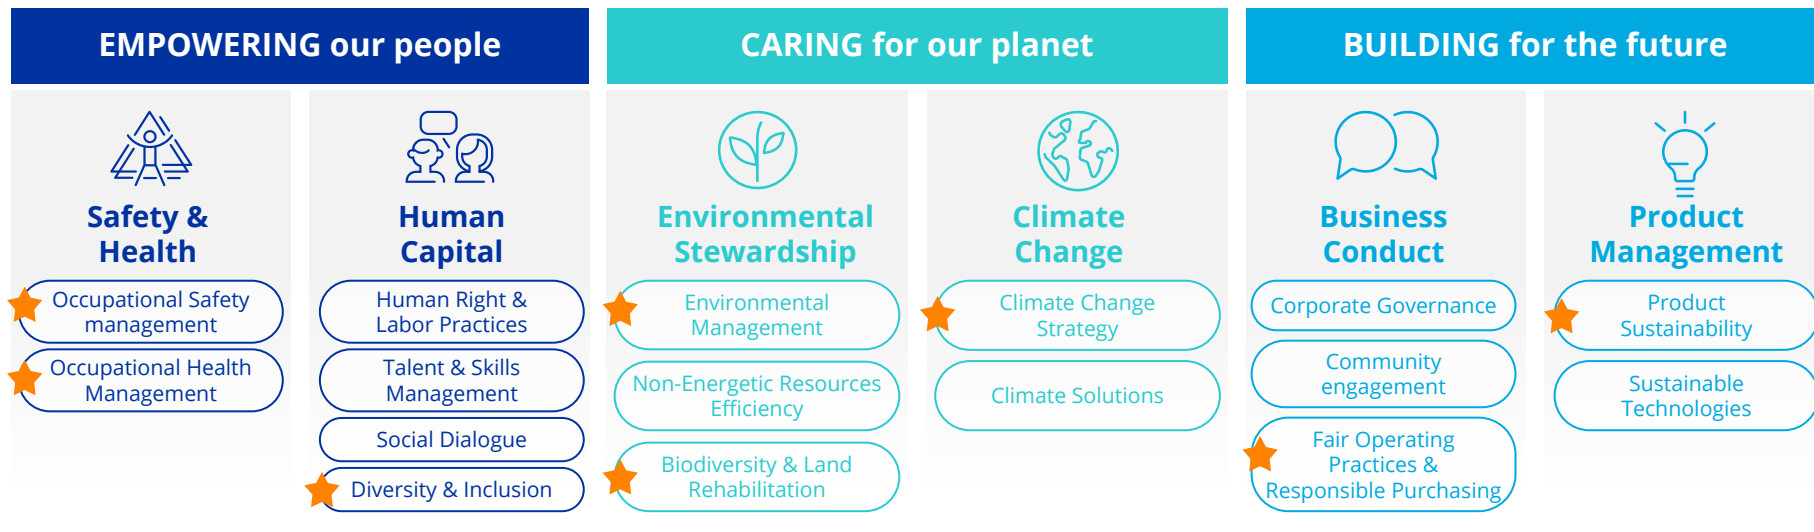 EMPOWERING our people
CARING for our planet
BUILDING for the future
Safety &
Health
Occupational Safety
management
Occupational Health
Management
Human
Capital
Human Right &
Labor Practices
Talent & Skills
Management
Social Dialogue
Diversity & Inclusion
Environmental
Stewardship
Environmental
Management
Non-Energetic Resources
Efficiency
Biodiversity & Land
Rehabilitation
Climate
Change
Climate Change
Strategy
Climate Solutions
Business
Conduct
Corporate Governance
Community
engagement
Fair Operating
Practices &
Responsible Purchasing
Product
Management
Product
Sustainability
Sustainable
Technologies